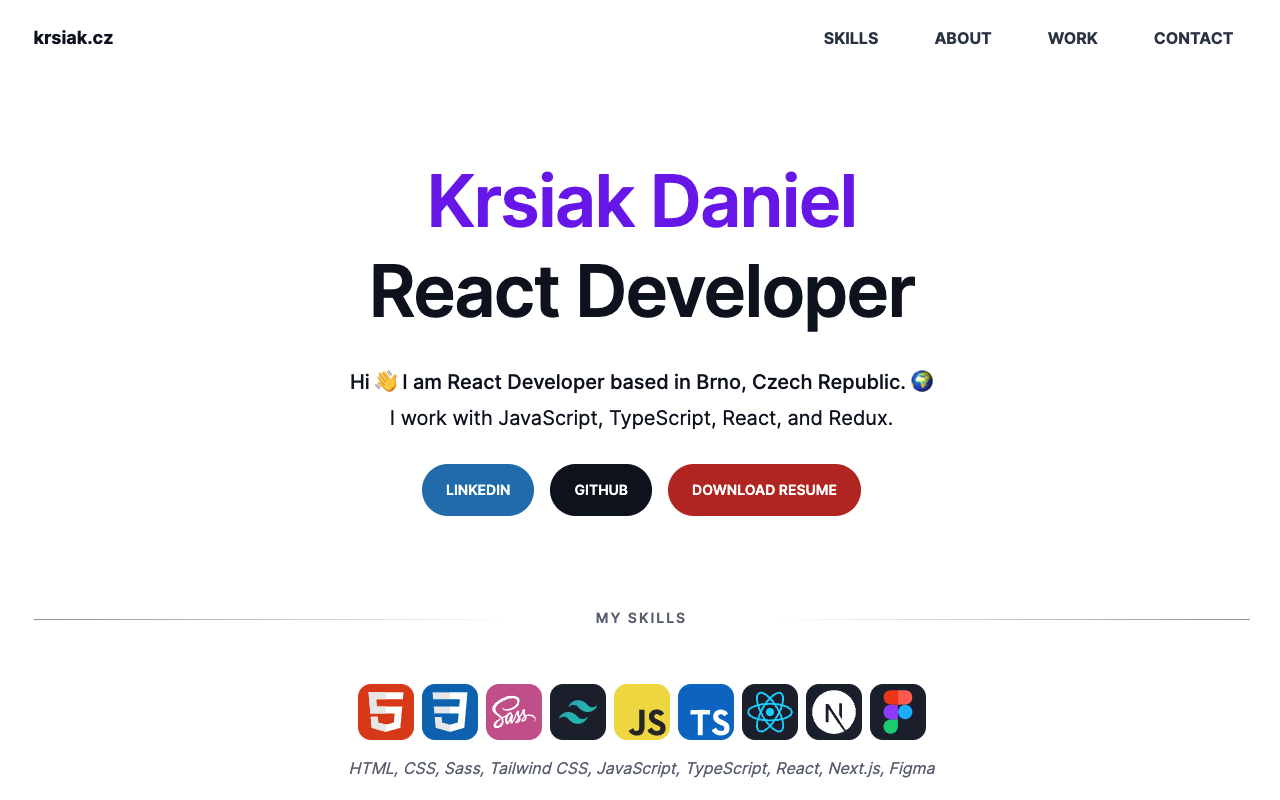 krsiak.cz
SKILLS ABOUT WORK CONTACT
Krsiak Daniel
React Developer
Hi 👋 I am React Developer based in Brno, Czech Republic. 🌍
I work with JavaScript, TypeScript, React, and Redux.
LINKEDIN GITHUB DOWNLOAD RESUME
MY SKILLS
Sass JS TS N
HTML, CSS, Sass, Tailwind CSS, JavaScript, TypeScript, React, Next.js, Figma